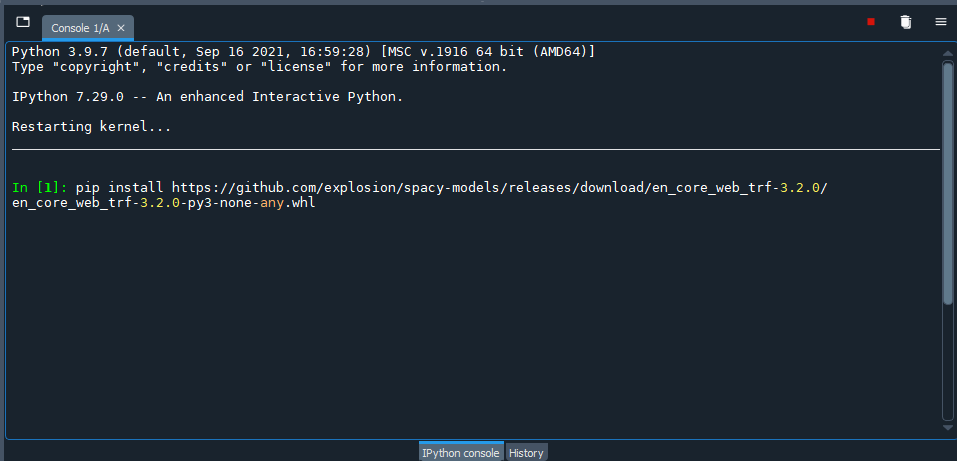 Console 1/A
Python 3.9.7 (default, Sep 16 2021, 16:59:28) [MSC v.1916 64 bit (AMD64)]
Type "copyright", "credits" or "license" for more information.
IPython 7.29.0 -- An enhanced Interactive Python.
Restarting kernel...
In [1]: pip install https://github.com/explosion/spacy-models/releases/download/en_core_web_trf-3.2.0/
en_core_web_trf-3.2.0-py3-none-any.whl
IPython console History